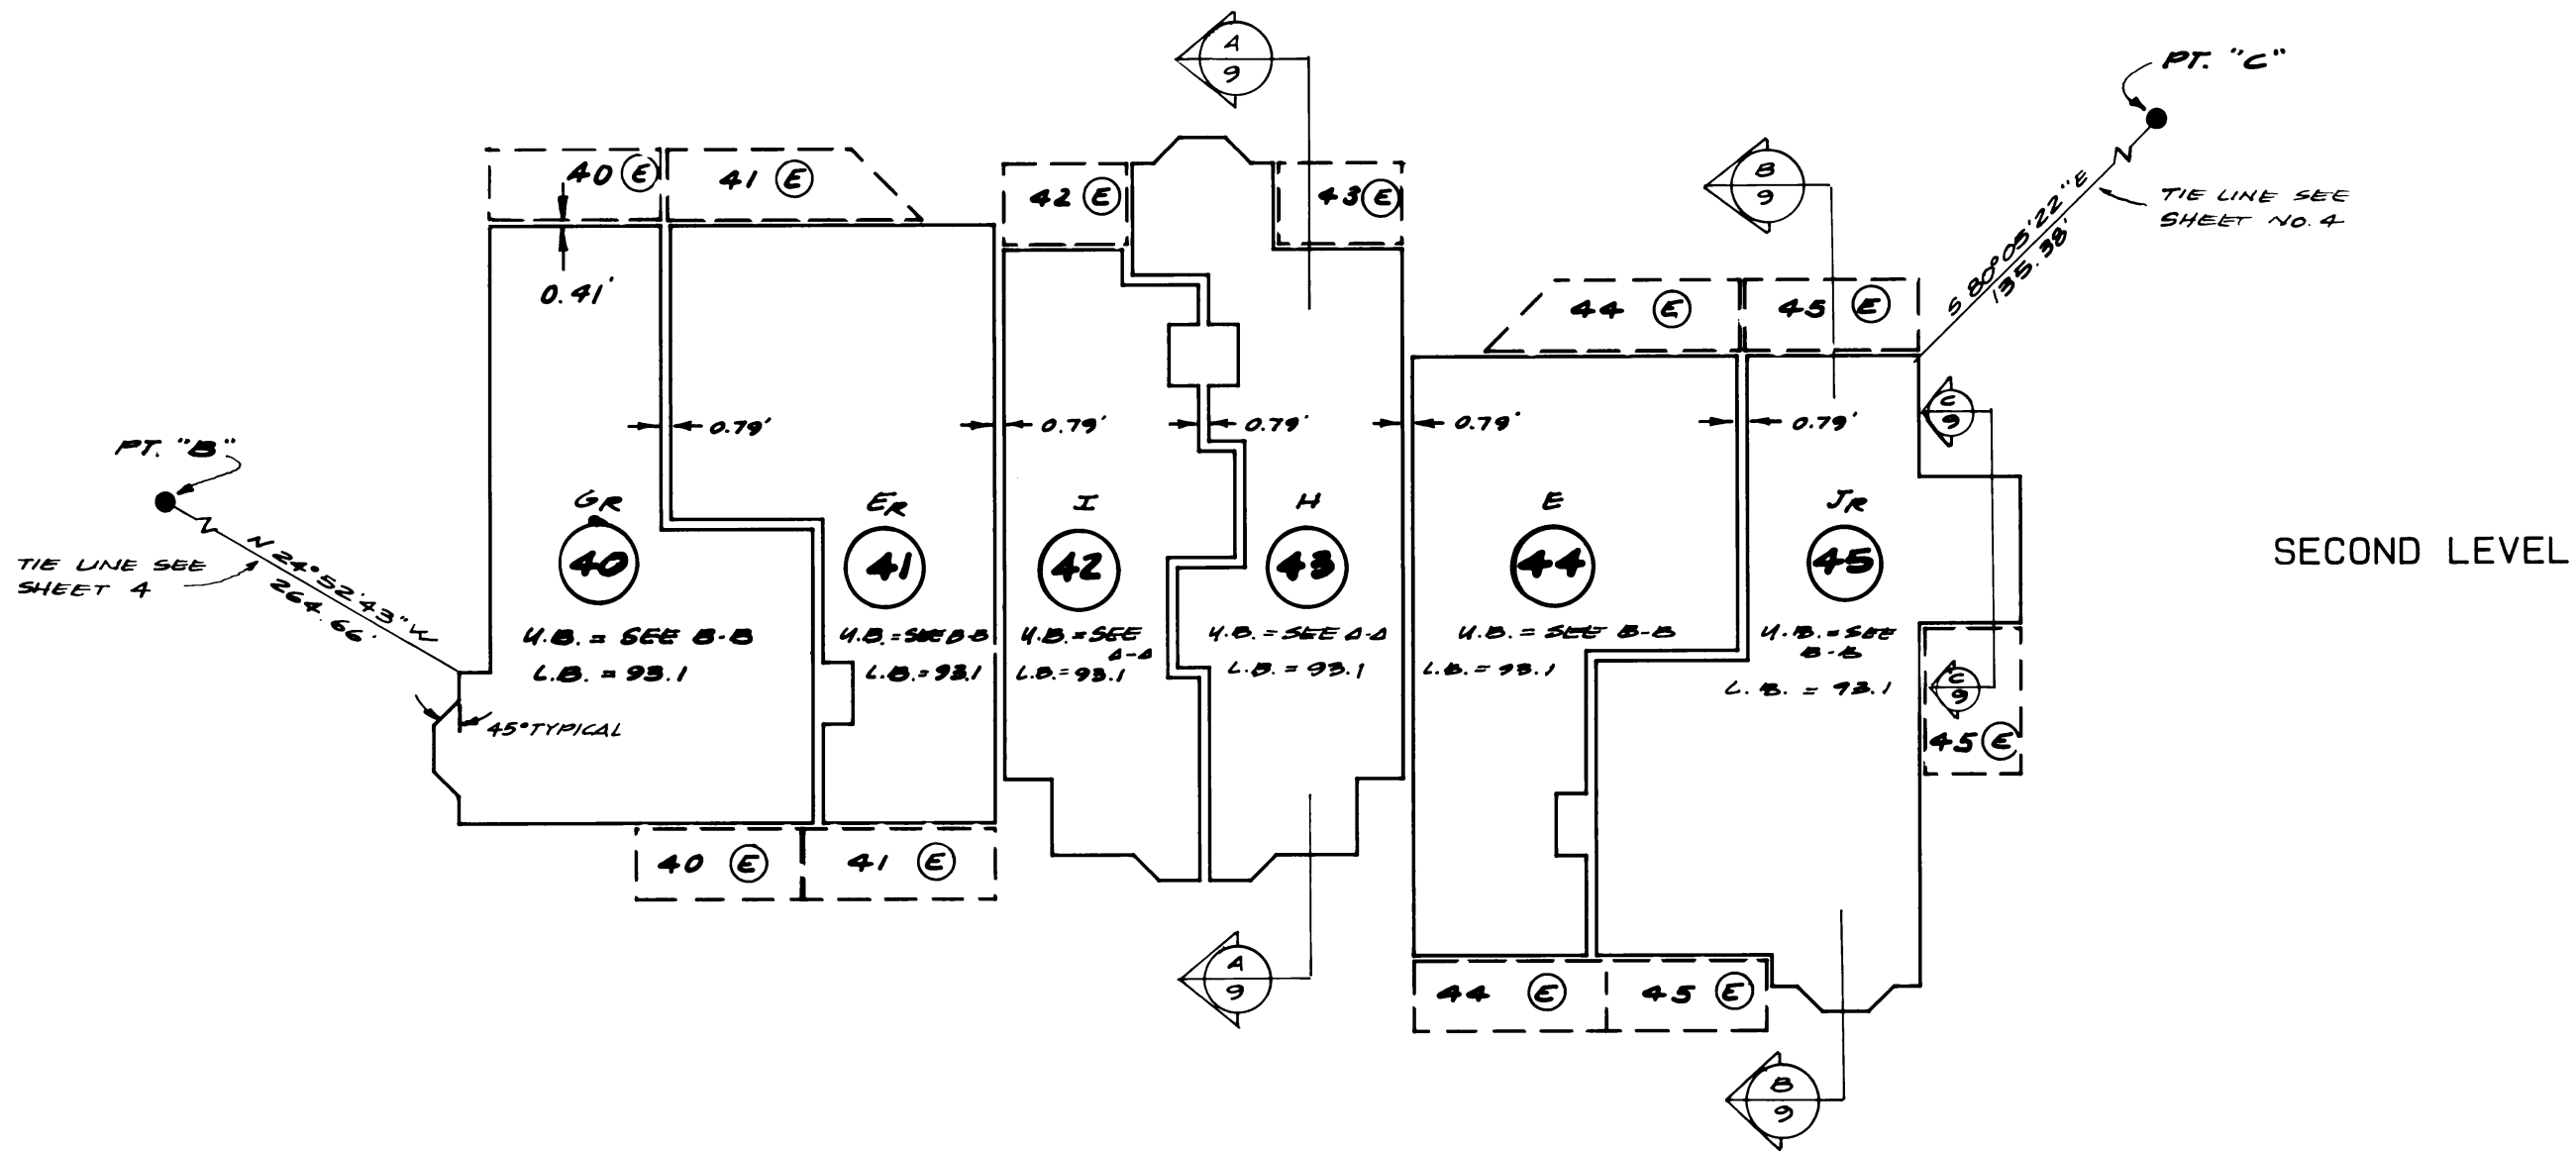 A
9
PT. "C"
B
9
40 E
41 E
42 E
43 E
TIE LINE SEE
SHEET NO. 4
S 80°05'22"E
135.38'
0.41'
44 E
45 E
0.79'
0.79'
0.79'
0.79'
0.79'
C
9
PT. "B"
GR
40
U.B. = SEE B-B
L.B. = 93.1
ER
41
U.B. = SEE B-B
L.B. = 93.1
I
42
U.B. = SEE
A-A
L.B. = 93.1
H
43
U.B. = SEE A-A
L.B. = 93.1
E
44
U.B. = SEE B-B
L.B. = 93.1
JR
45
U.B. = SEE
B-B
L.B. = 93.1
SECOND LEVEL
TIE LINE SEE
SHEET 4
N 24°52'43"W
264.66'
C
9
45° TYPICAL
45 E
40 E
41 E
A
9
44 E
45 E
B
9